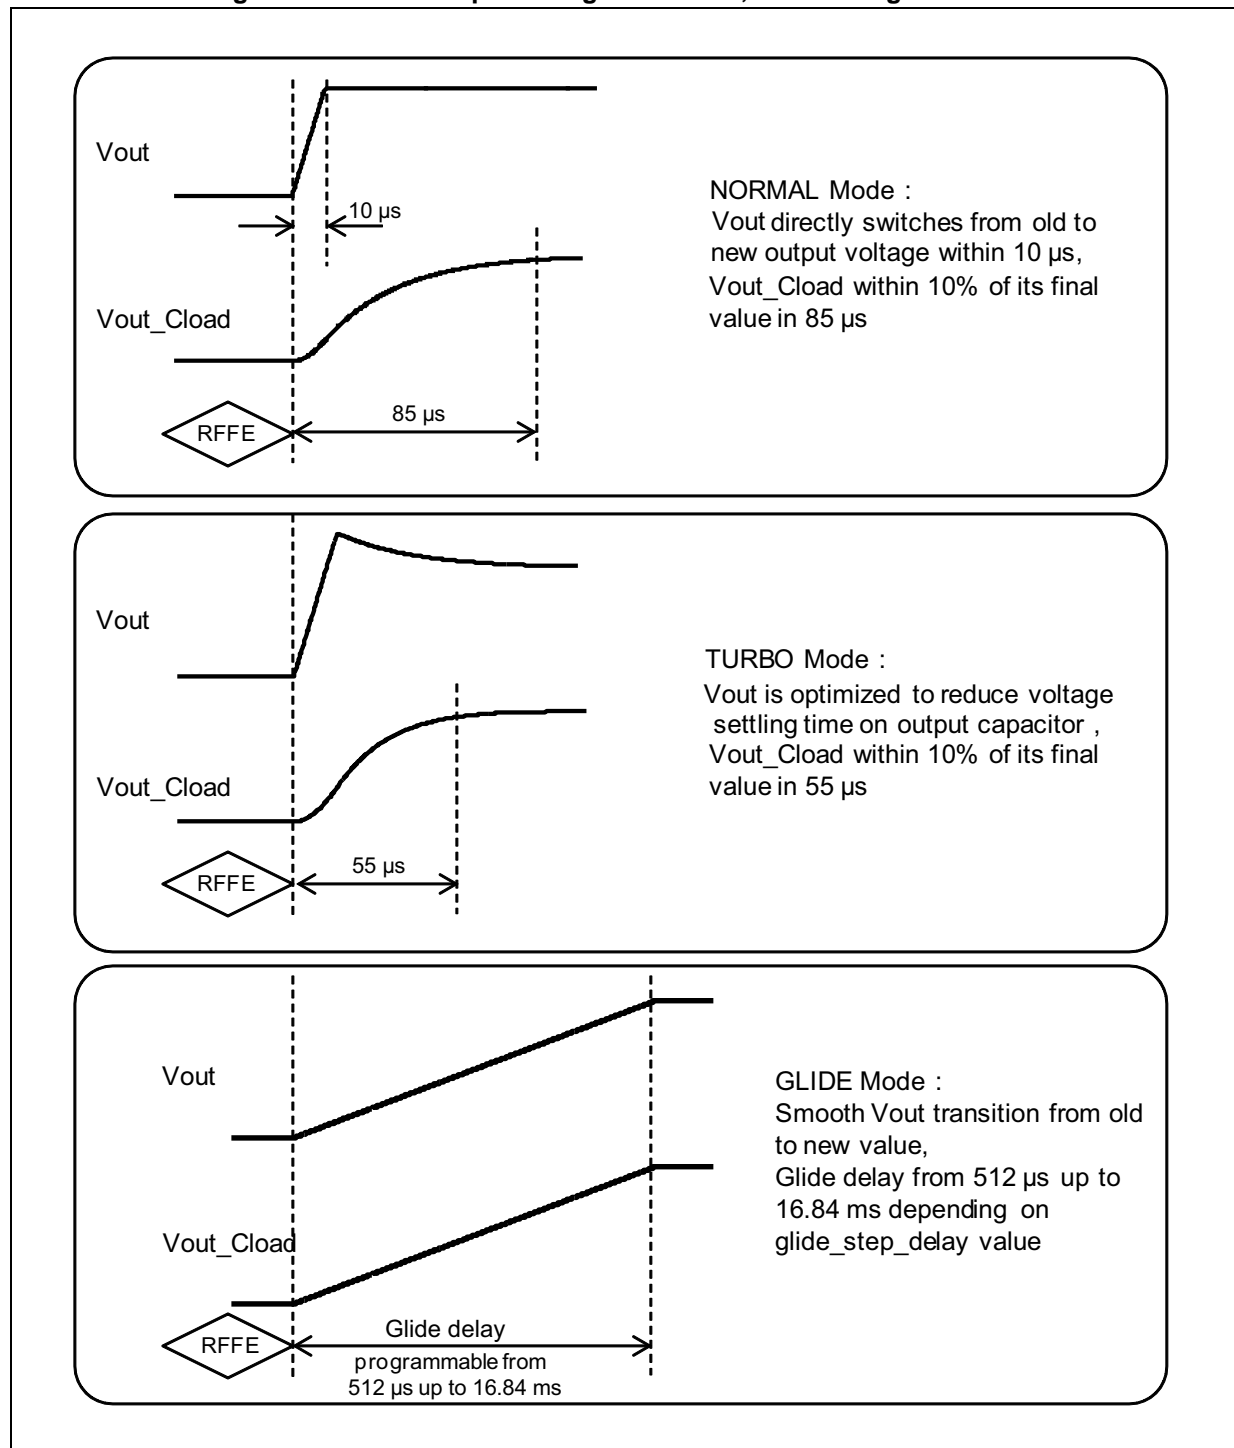 Vout
10 µs
Vout_Cload
RFFE
85 µs
NORMAL Mode :
Vout directly switches from old to
new output voltage within 10 µs,
Vout_Cload within 10% of its final
value in 85 µs
Vout
Vout_Cload
RFFE
55 µs
TURBO Mode :
Vout is optimized to reduce voltage
settling time on output capacitor ,
Vout_Cload within 10% of its final
value in 55 µs
Vout
Vout_Cload
RFFE
Glide delay
programmable from
512 µs up to 16.84 ms
GLIDE Mode :
Smooth Vout transition from old
to new value,
Glide delay from 512 µs up to
16.84 ms depending on
glide_step_delay value